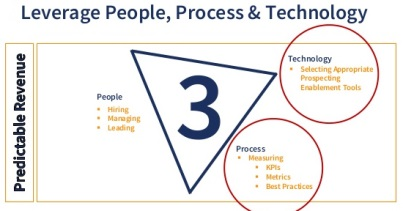 Leverage People, Process & Technology
Predictable Revenue
People
• Hiring
• Managing
• Leading
3
Technology
• Selecting Appropriate
Prospecting
Enablement Tools
Process
• Measuring
• KPIs
• Metrics
• Best Practices